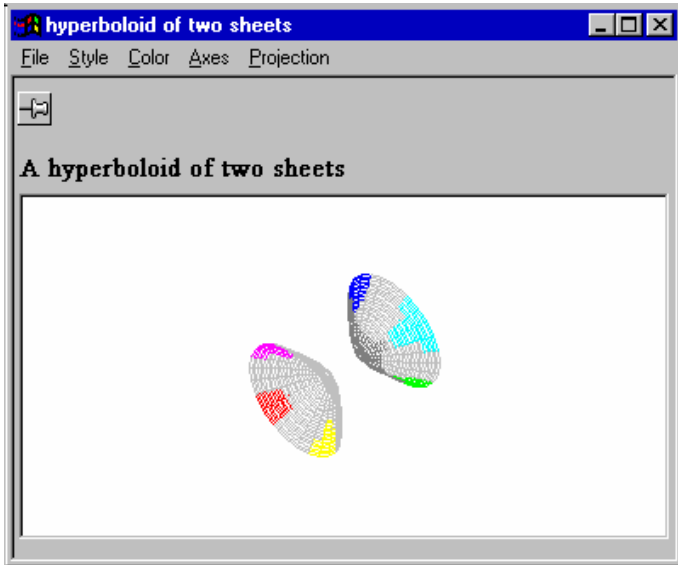 hyperboloid of two sheets
File Style Color Axes Projection
A hyperboloid of two sheets